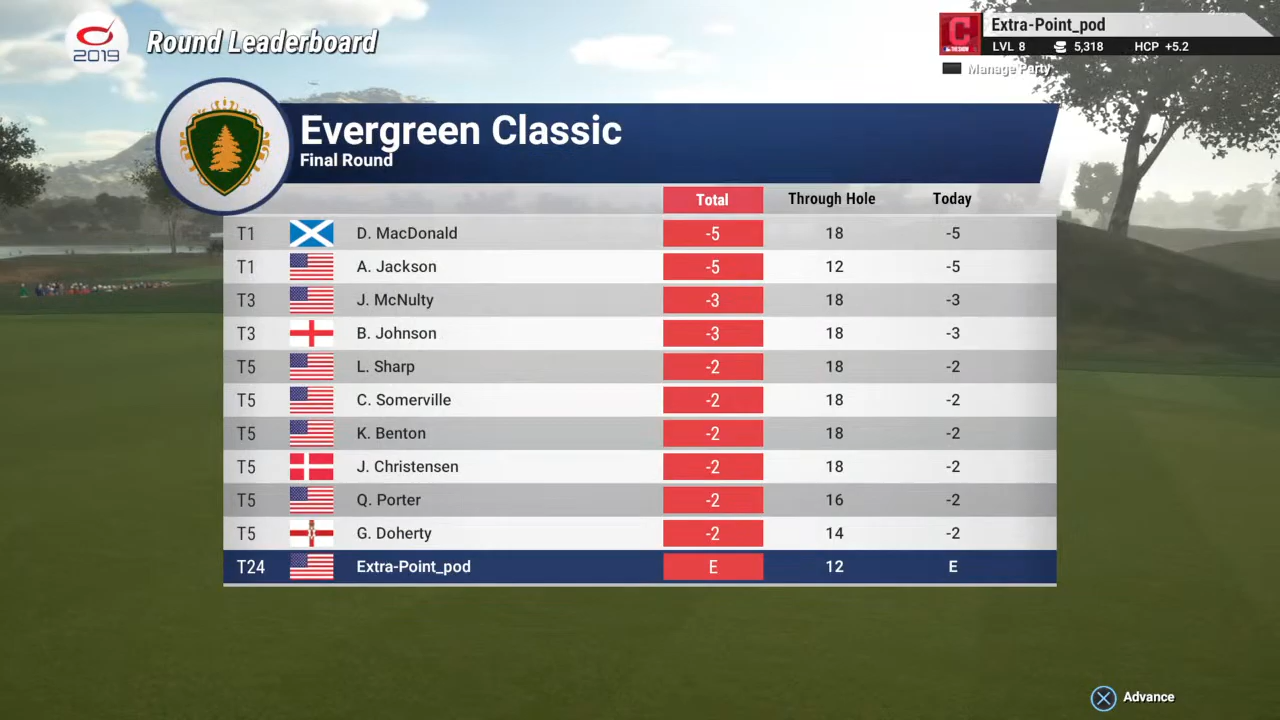 2019
Round Leaderboard
C
THE SHOW
Extra-Point_pod
LVL 8 5,318 HCP +5.2
Manage Party
Evergreen Classic
Final Round
Total Through Hole Today
T1 D. MacDonald -5 18 -5
T1 A. Jackson -5 12 -5
T3 J. McNulty -3 18 -3
T3 B. Johnson -3 18 -3
T5 L. Sharp -2 18 -2
T5 C. Somerville -2 18 -2
T5 K. Benton -2 18 -2
T5 J. Christensen -2 18 -2
T5 Q. Porter -2 16 -2
T5 G. Doherty -2 14 -2
T24 Extra-Point_pod E 12 E
Advance